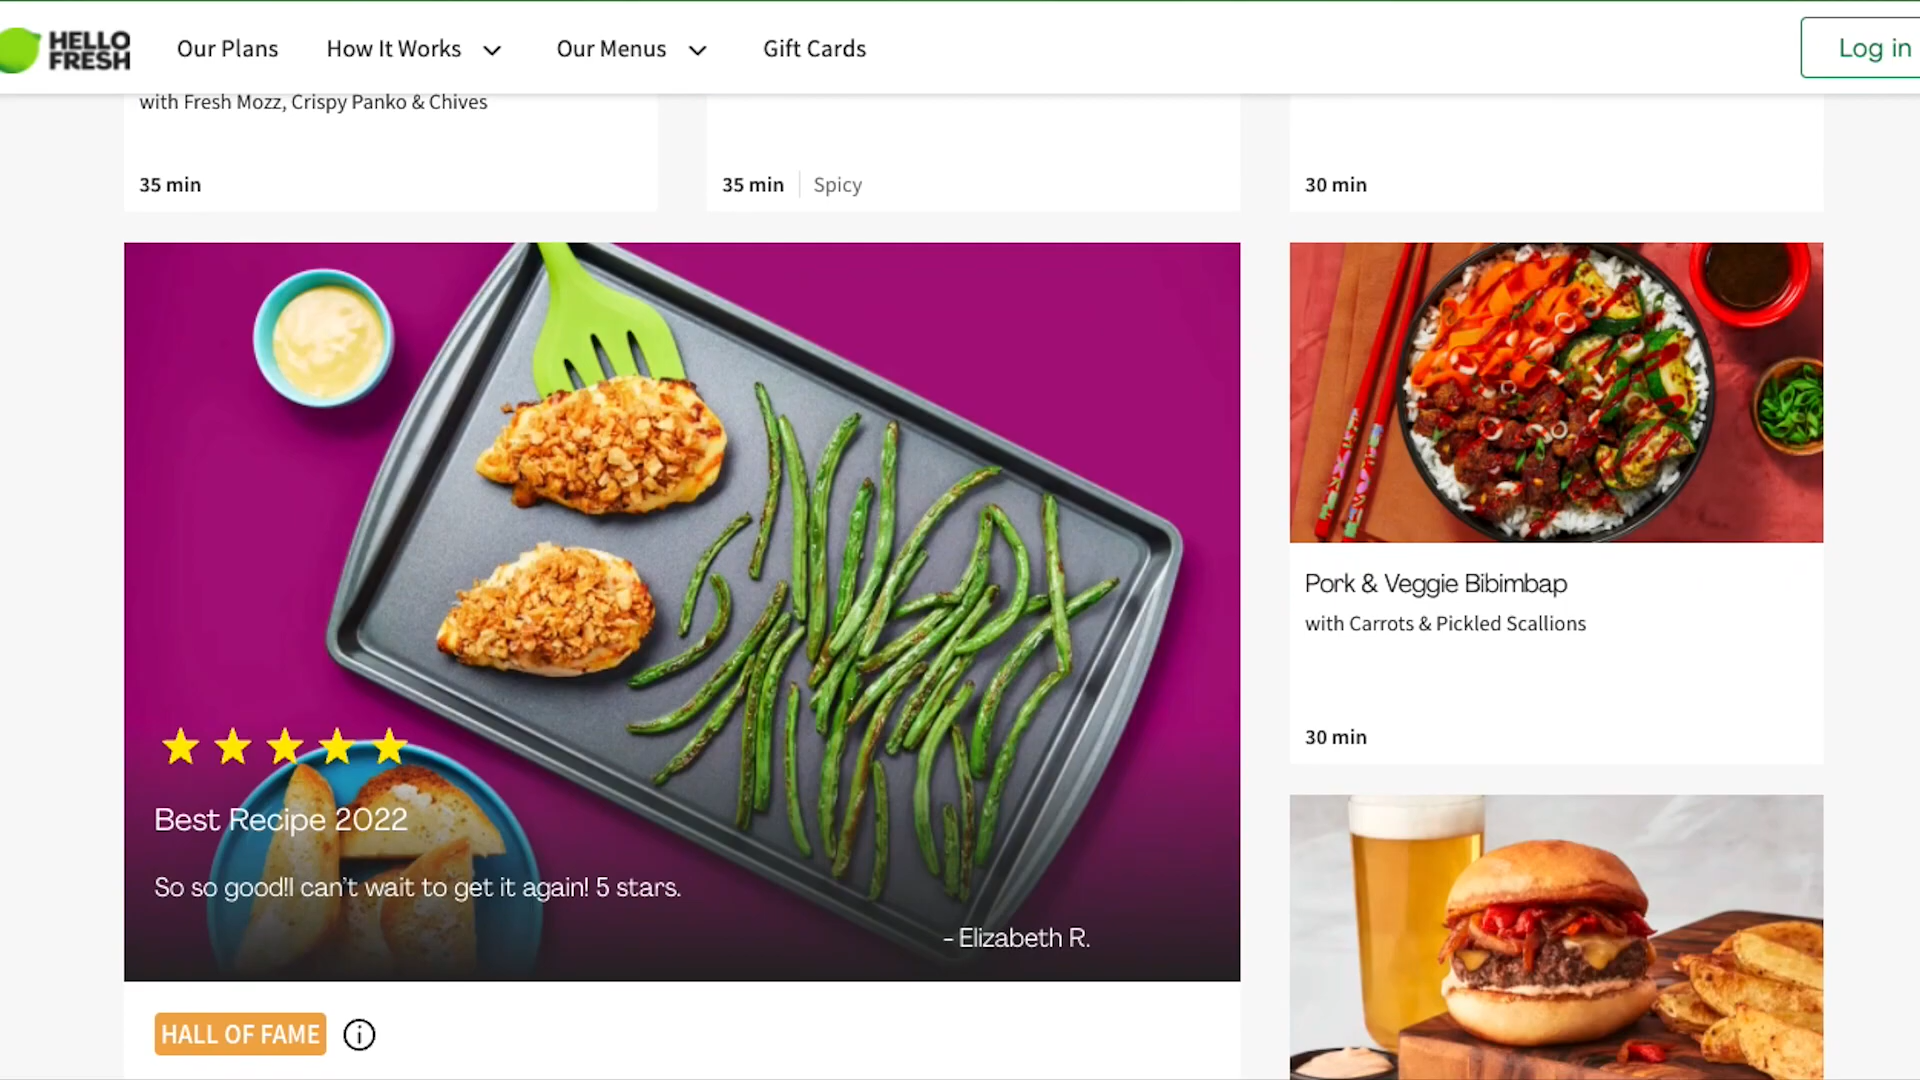 HELLO
FRESH
Our Plans
How It Works
Our Menus
Gift Cards
Log in
with Fresh Mozz, Crispy Panko & Chives
35 min
35 min
Spicy
30 min
Pork & Veggie Bibimbap
with Carrots & Pickled Scallions
30 min
Best Recipe 2022
So so good!I can't wait to get it again! 5 stars.
- Elizabeth R.
HALL OF FAME